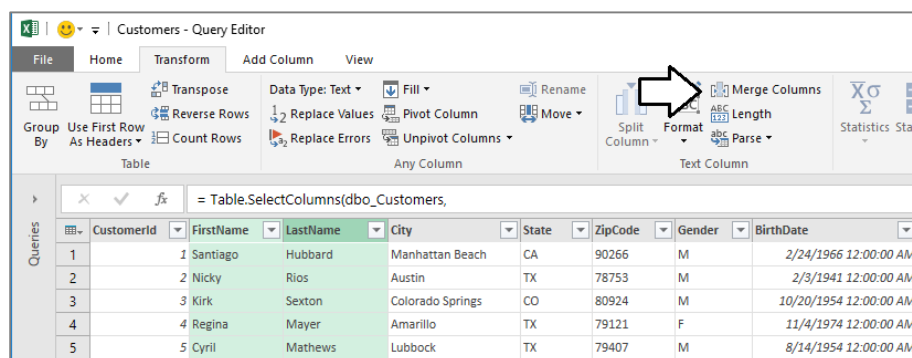 Customers - Query Editor
File Home Transform Add Column View
Transpose Data Type: Text Fill Rename Merge Columns
Reverse Rows Replace Values Pivot Column Move Length
Group By Use First Row As Headers Count Rows Replace Errors Unpivot Columns Split Column Format Parse Statistics
Table Any Column Text Column
= Table.SelectColumns(dbo_Customers,
Queries
CustomerId FirstName LastName City State ZipCode Gender BirthDate
1 1 Santiago Hubbard Manhattan Beach CA 90266 M 2/24/1966 12:00:00 AM
2 2 Nicky Rios Austin TX 78753 M 2/3/1941 12:00:00 AM
3 3 Kirk Sexton Colorado Springs CO 80924 M 10/20/1954 12:00:00 AM
4 4 Regina Mayer Amarillo TX 79121 F 11/4/1974 12:00:00 AM
5 5 Cyril Mathews Lubbock TX 79407 M 8/14/1954 12:00:00 AM